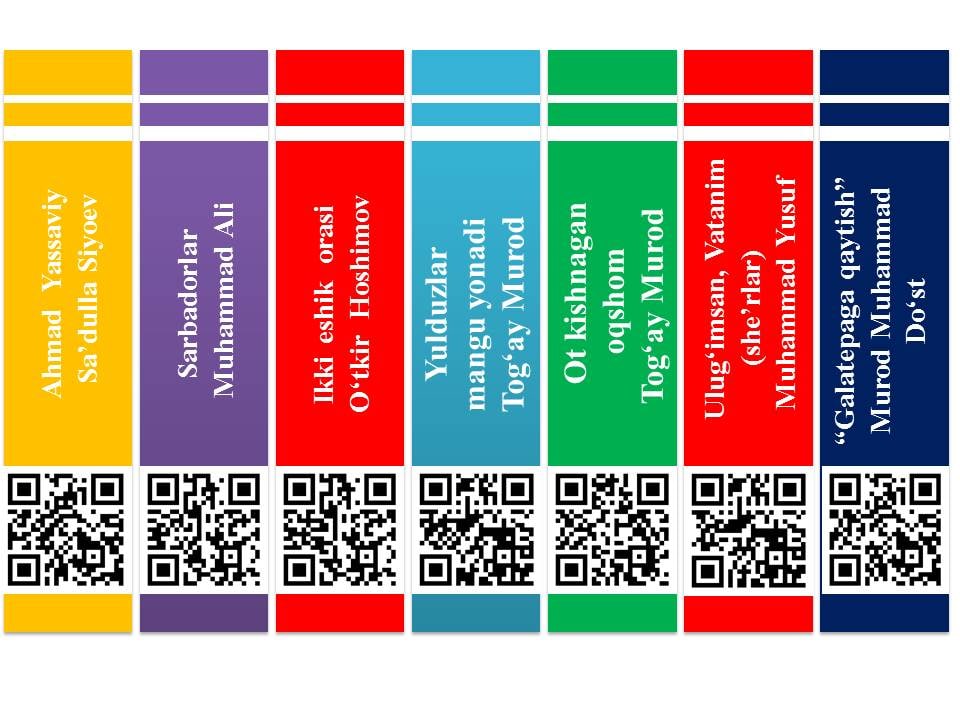 Ahmad Yassaviy
Sa’dulla Siyoev
Sarbadorlar
Muhammad Ali
Ikki eshik orasi
O‘tkir Hoshimov
Yulduzlar
mangu yonadi
Tog‘ay Murod
Ot kishnagan
oqshom
Tog‘ay Murod
Ulug‘imsan, Vatanim
(she’rlar)
Muhammad Yusuf
“Galatepaga qaytish”
Murod Muhammad
Do‘st